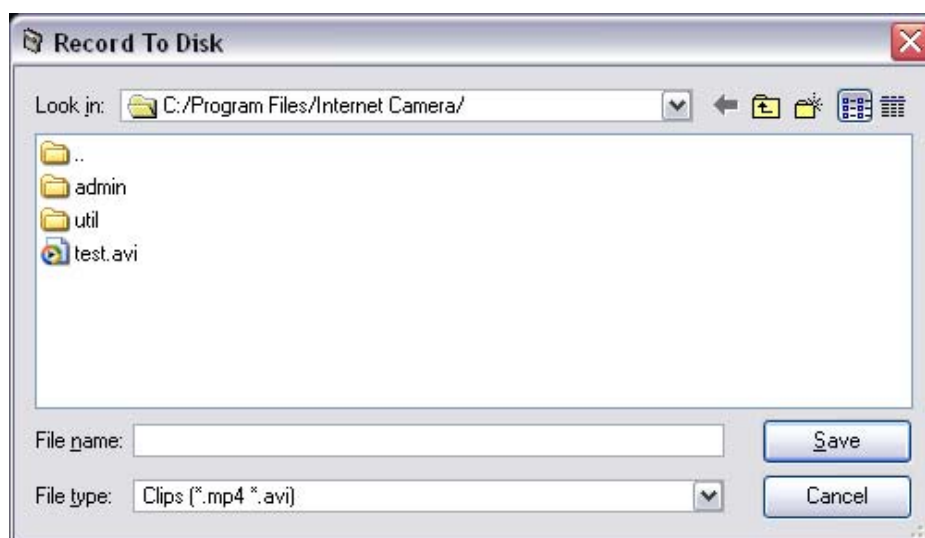 Record To Disk
Look in: C:/Program Files/Internet Camera/
..
admin
util
test.avi
File name: Save
File type: Clips (*.mp4 *.avi) Cancel